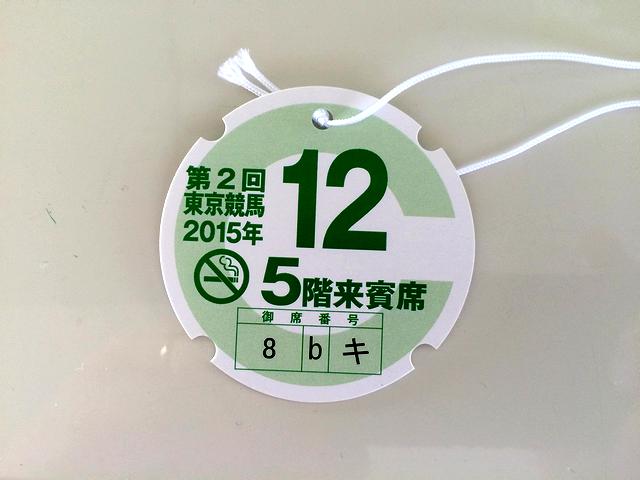 第2回
東京競馬
2015年
12
5階来賓席
御席番号
8 b キ